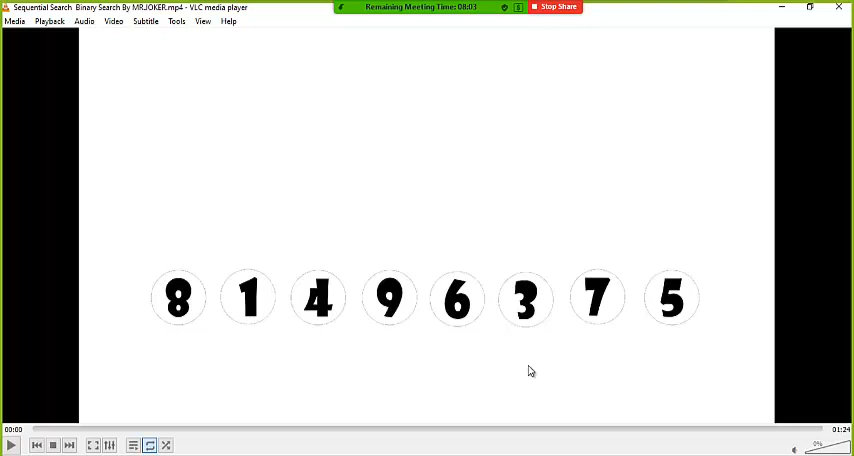 Sequential Search Binary Search By MRJOKER.mp4 - VLC media player
Remaining Meeting Time: 08:03
Stop Share
Media Playback Audio Video Subtitle Tools View Help
8 1 4 9 6 3 7 5
00:00
01:24
0%